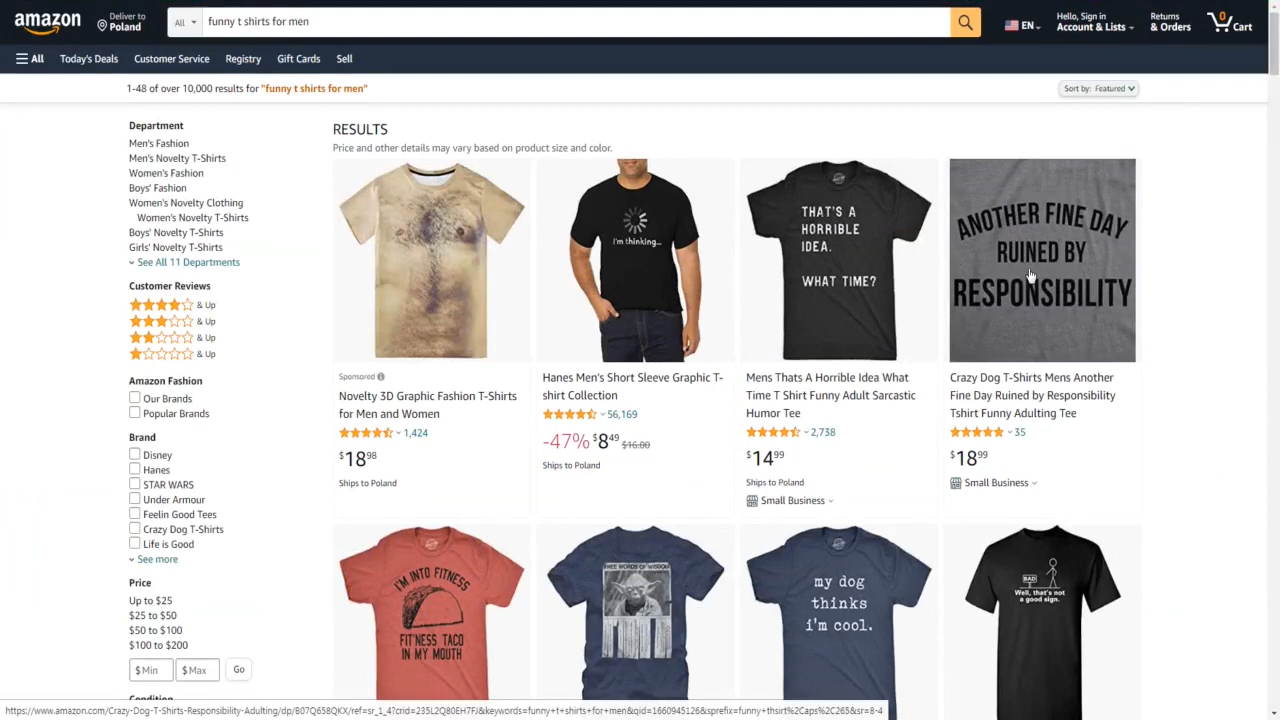 amazon
Deliver to
Poland
All
funny t shirts for men
EN
Hello, Sign in
Account & Lists
Returns
& Orders
0
Cart
All
Today's Deals
Customer Service
Registry
Gift Cards
Sell
1-48 of over 10,000 results for "funny t shirts for men"
Sort by: Featured
Department
Men's Fashion
Men's Novelty T-Shirts
Women's Fashion
Boys' Fashion
Women's Novelty Clothing
Women's Novelty T-Shirts
Boys' Novelty T-Shirts
Girls' Novelty T-Shirts
See All 11 Departments
Customer Reviews
& Up
& Up
& Up
& Up
Amazon Fashion
Our Brands
Popular Brands
Brand
Disney
Hanes
STAR WARS
Under Armour
Feelin Good Tees
Crazy Dog T-Shirts
Life is Good
See more
Price
Up to $25
$25 to $50
$50 to $100
$100 to $200
$ Min
$ Max
Go
Condition
RESULTS
Price and other details may vary based on product size and color.
Sponsored
Novelty 3D Graphic Fashion T-Shirts
for Men and Women
1,424
$18 98
Ships to Poland
I'm thinking...
Hanes Men's Short Sleeve Graphic T-
shirt Collection
56,169
-47% $8 49 $16.00
Ships to Poland
THAT'S A
HORRIBLE
IDEA.
WHAT TIME?
Mens Thats A Horrible Idea What
Time T Shirt Funny Adult Sarcastic
Humor Tee
2,738
$14 99
Ships to Poland
Small Business
ANOTHER FINE DAY
RUINED BY
RESPONSIBILITY
Crazy Dog T-Shirts Mens Another
Fine Day Ruined by Responsibility
Tshirt Funny Adulting Tee
35
$18 99
Small Business
I'M INTO FITNESS
FIT'NESS TACO
IN MY MOUTH
FREE WORDS OF WISDOM
my dog
thinks
i'm cool.
BAD
Well, that's not
a good sign.
https://www.amazon.com/Crazy-Dog-T-Shirts-Responsibility-Adulting/dp/B07Q658QKX/ref=sr_1_4?crid=235L2Q80EH7FJ&keywords=funny+t+shirts+for+men&qid=1660945126&sprefix=funny+thsirt%2Caps%2C265&sr=8-4